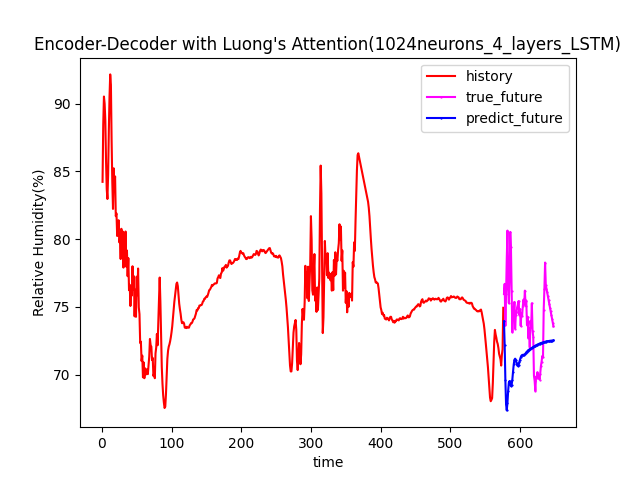 Encoder-Decoder with Luong's Attention(1024neurons_4_layers_LSTM)
history
true_future
predict_future
Relative Humidity(%)
90
85
80
75
70
0 100 200 300 400 500 600
time